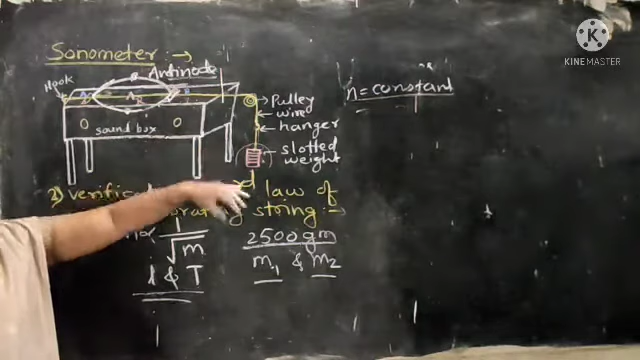 Sonometer →
Hook
Antinode
A
sound box
Pulley
wire
hanger
slotted
weight
n = constant
law of
string :-
1
√m
l & T
2500 gm
m1 & m2
KINEMASTER